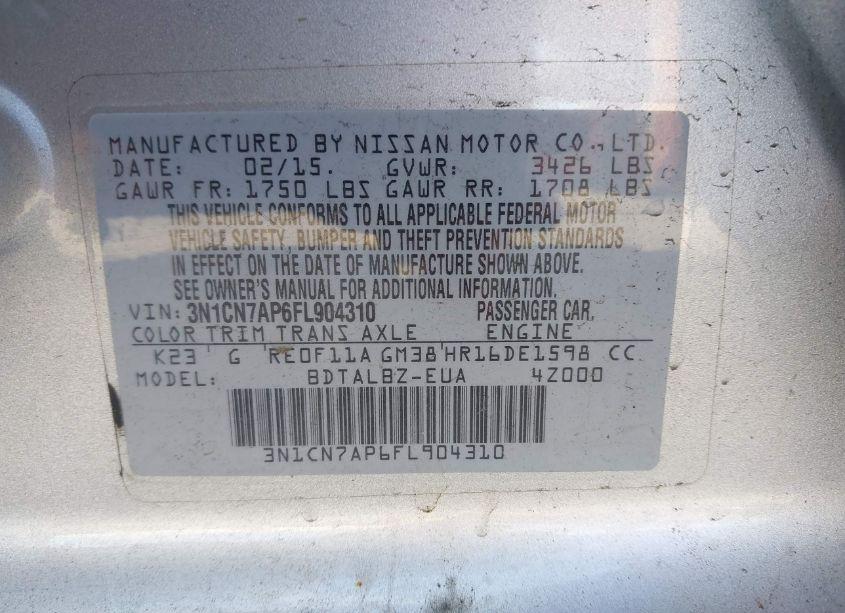 MANUFACTURED BY NISSAN MOTOR CO., LTD.
DATE: 02/15. GVWR: 3426 LBS
GAWR FR: 1750 LBS GAWR RR: 1708 LBS
THIS VEHICLE CONFORMS TO ALL APPLICABLE FEDERAL MOTOR
VEHICLE SAFETY, BUMPER AND THEFT PREVENTION STANDARDS
IN EFFECT ON THE DATE OF MANUFACTURE SHOWN ABOVE.
SEE OWNER'S MANUAL FOR ADDITIONAL INFORMATION.
VIN: 3N1CN7AP6FL904310 PASSENGER CAR.
COLOR TRIM TRANS AXLE ENGINE
K23 G RE0F11A GM38 HR16DE1598 CC
MODEL: BDTALBZ-EUA 4Z000
3N1CN7AP6FL904310